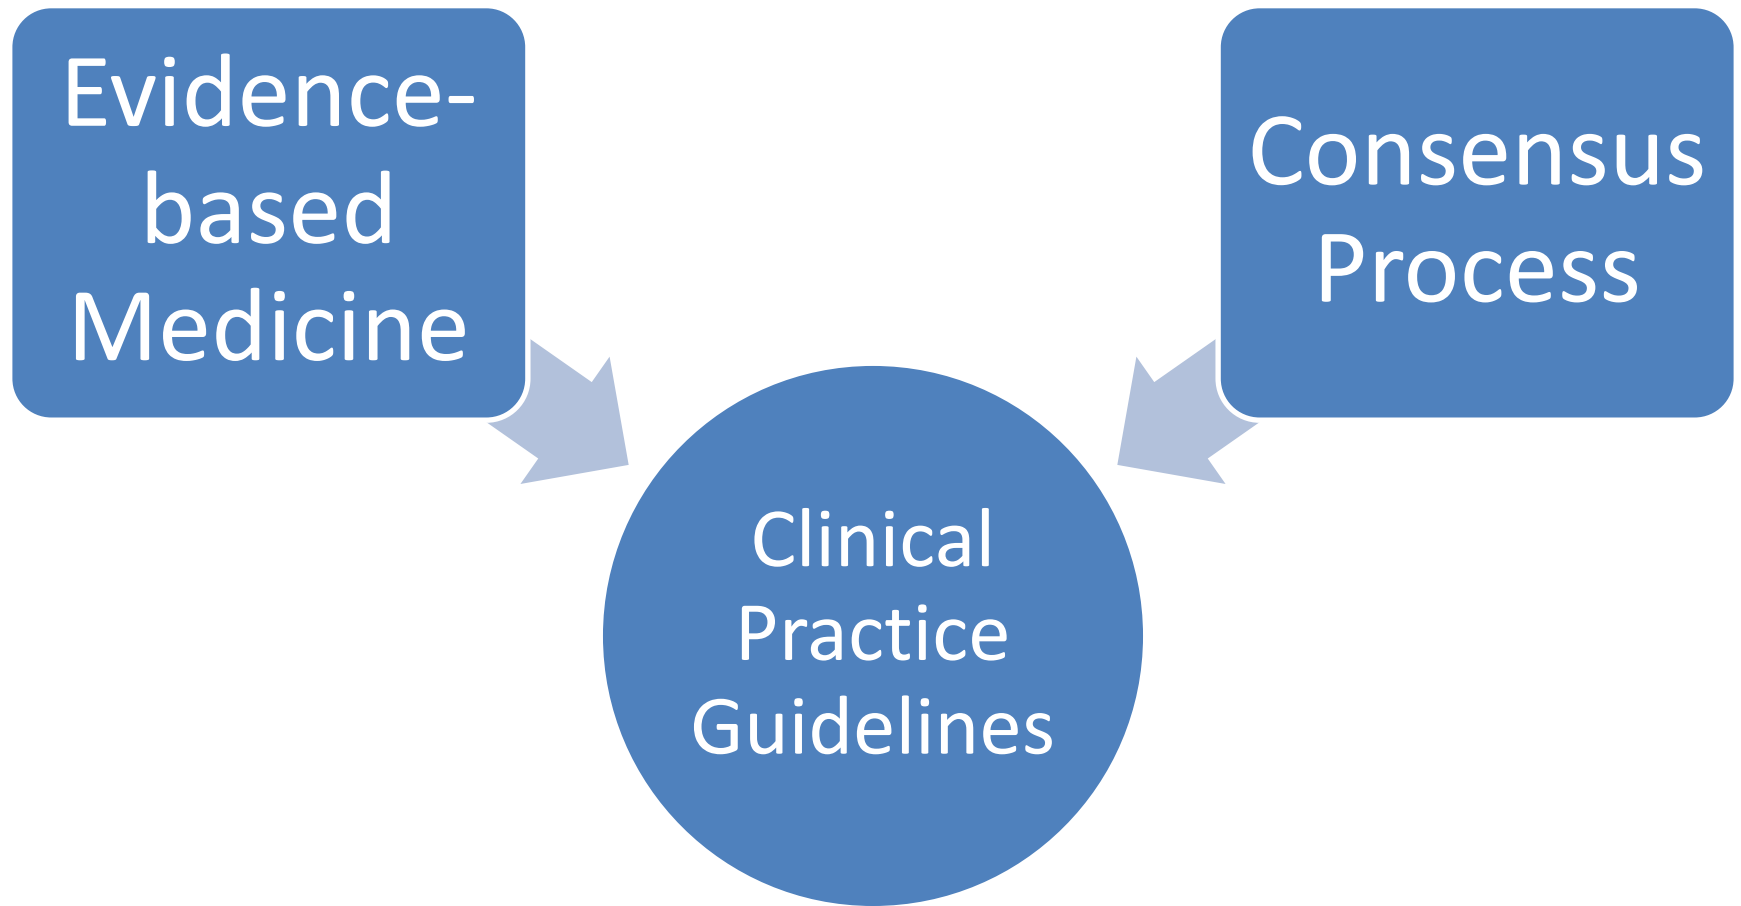 Evidence-
based
Medicine
Consensus
Process
Clinical
Practice
Guidelines